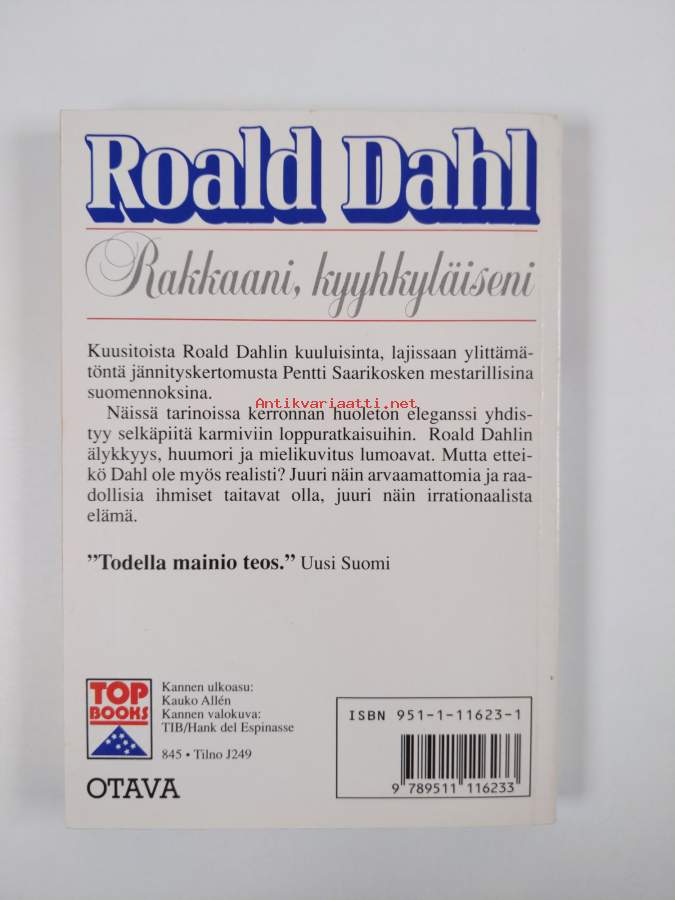 Roald Dahl
Rakkaani, kyyhkyläiseni
Kuusitoista Roald Dahlin kuuluisinta, lajissaan ylittämä-
töntä jännityskertomusta Pentti Saarikosken mestarillisina
suomennoksina.
Antikvariaatti.net
Näissä tarinoissa kerronnan huoleton eleganssi yhdis-
tyy selkäpiitä karmiviin loppuratkaisuihin. Roald Dahlin
älykkyys, huumori ja mielikuvitus lumoavat. Mutta ettei-
kö Dahl ole myös realisti? Juuri näin arvaamattomia ja raa-
dollisia ihmiset taitavat olla, juuri näin irrationaalista
elämä.
”Todella mainio teos.” Uusi Suomi
TOP
BOOKS
Kannen ulkoasu:
Kauko Allén
Kannen valokuva:
TIB/Hank del Espinasse
845 • Tilno J249
OTAVA
ISBN 951-1-11623-1
9 789511 116233